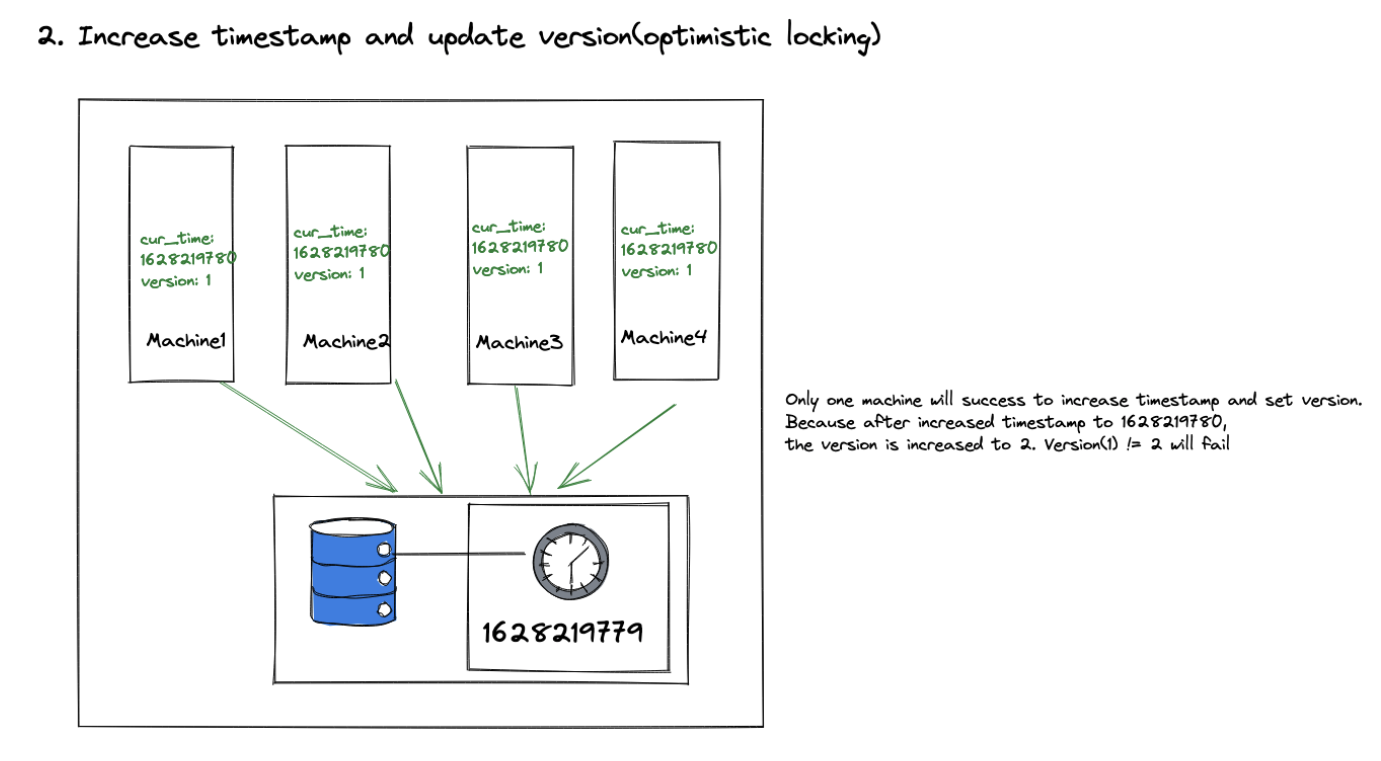 2. Increase timestamp and update version(optimistic locking)
cur_time:
1628219780
version: 1
Machine1
cur_time:
1628219780
version: 1
Machine2
cur_time:
1628219780
version: 1
Machine3
cur_time:
1628219780
version: 1
Machine4
Only one machine will success to increase timestamp and set version.
Because after increased timestamp to 1628219780,
the version is increased to 2. Version(1) != 2 will fail
1628219779